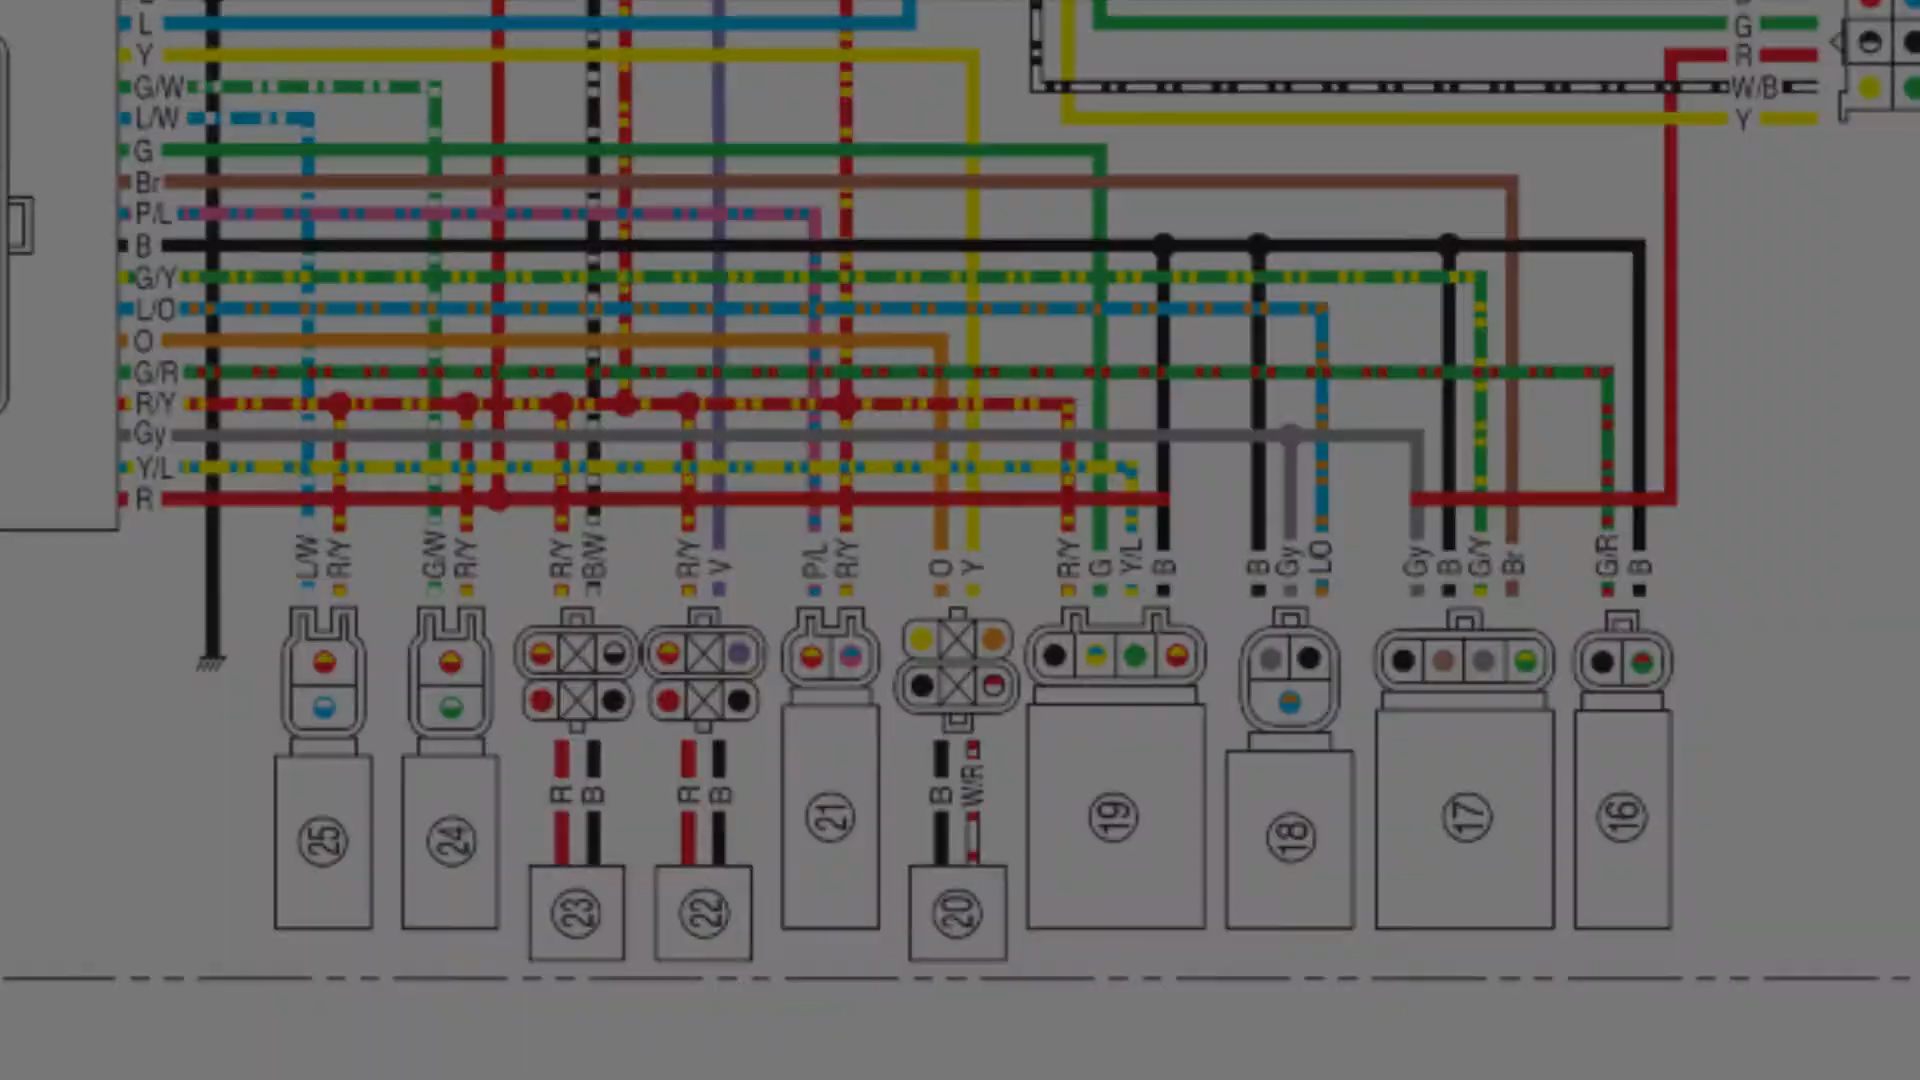 L
G
Y
R
G/W
W/B
L/W
Y
G
Br
P/L
B
G/Y
L/O
O
G/R
R/Y
Gy
Y/L
R
L/W R/Y G/W R/Y R/Y B/W R/Y V P/L R/Y O Y R/Y G Y/L B B Gy L/O Gy B G/Y Br G/R B
R B R B B W/R
25 24 23 22 21 20 19 18 17 16